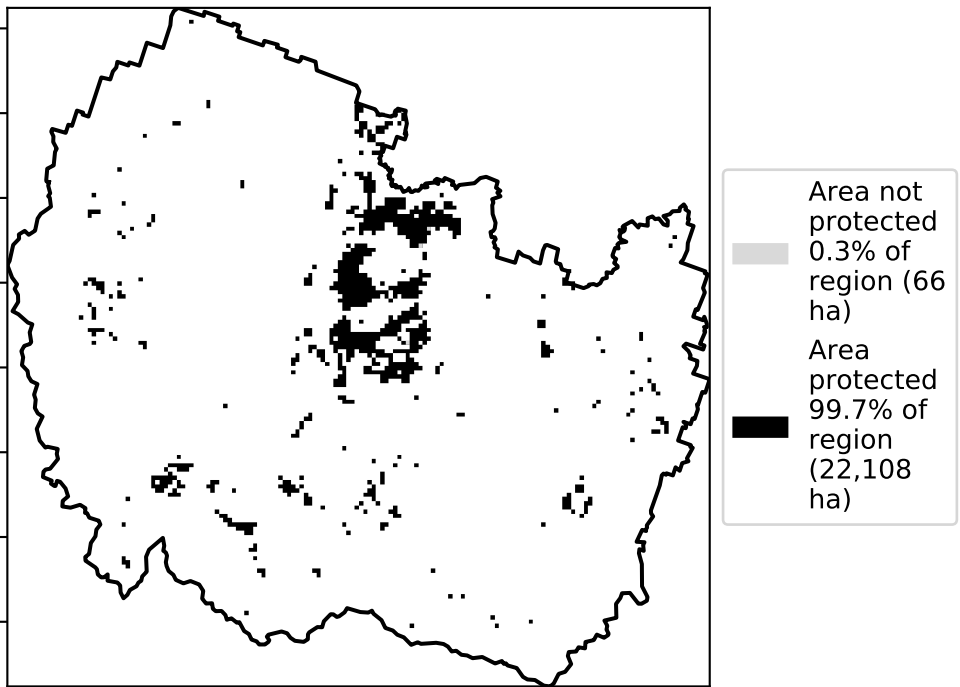 Area not
protected
0.3% of
region (66
ha)
Area
protected
99.7% of
region
(22,108
ha)